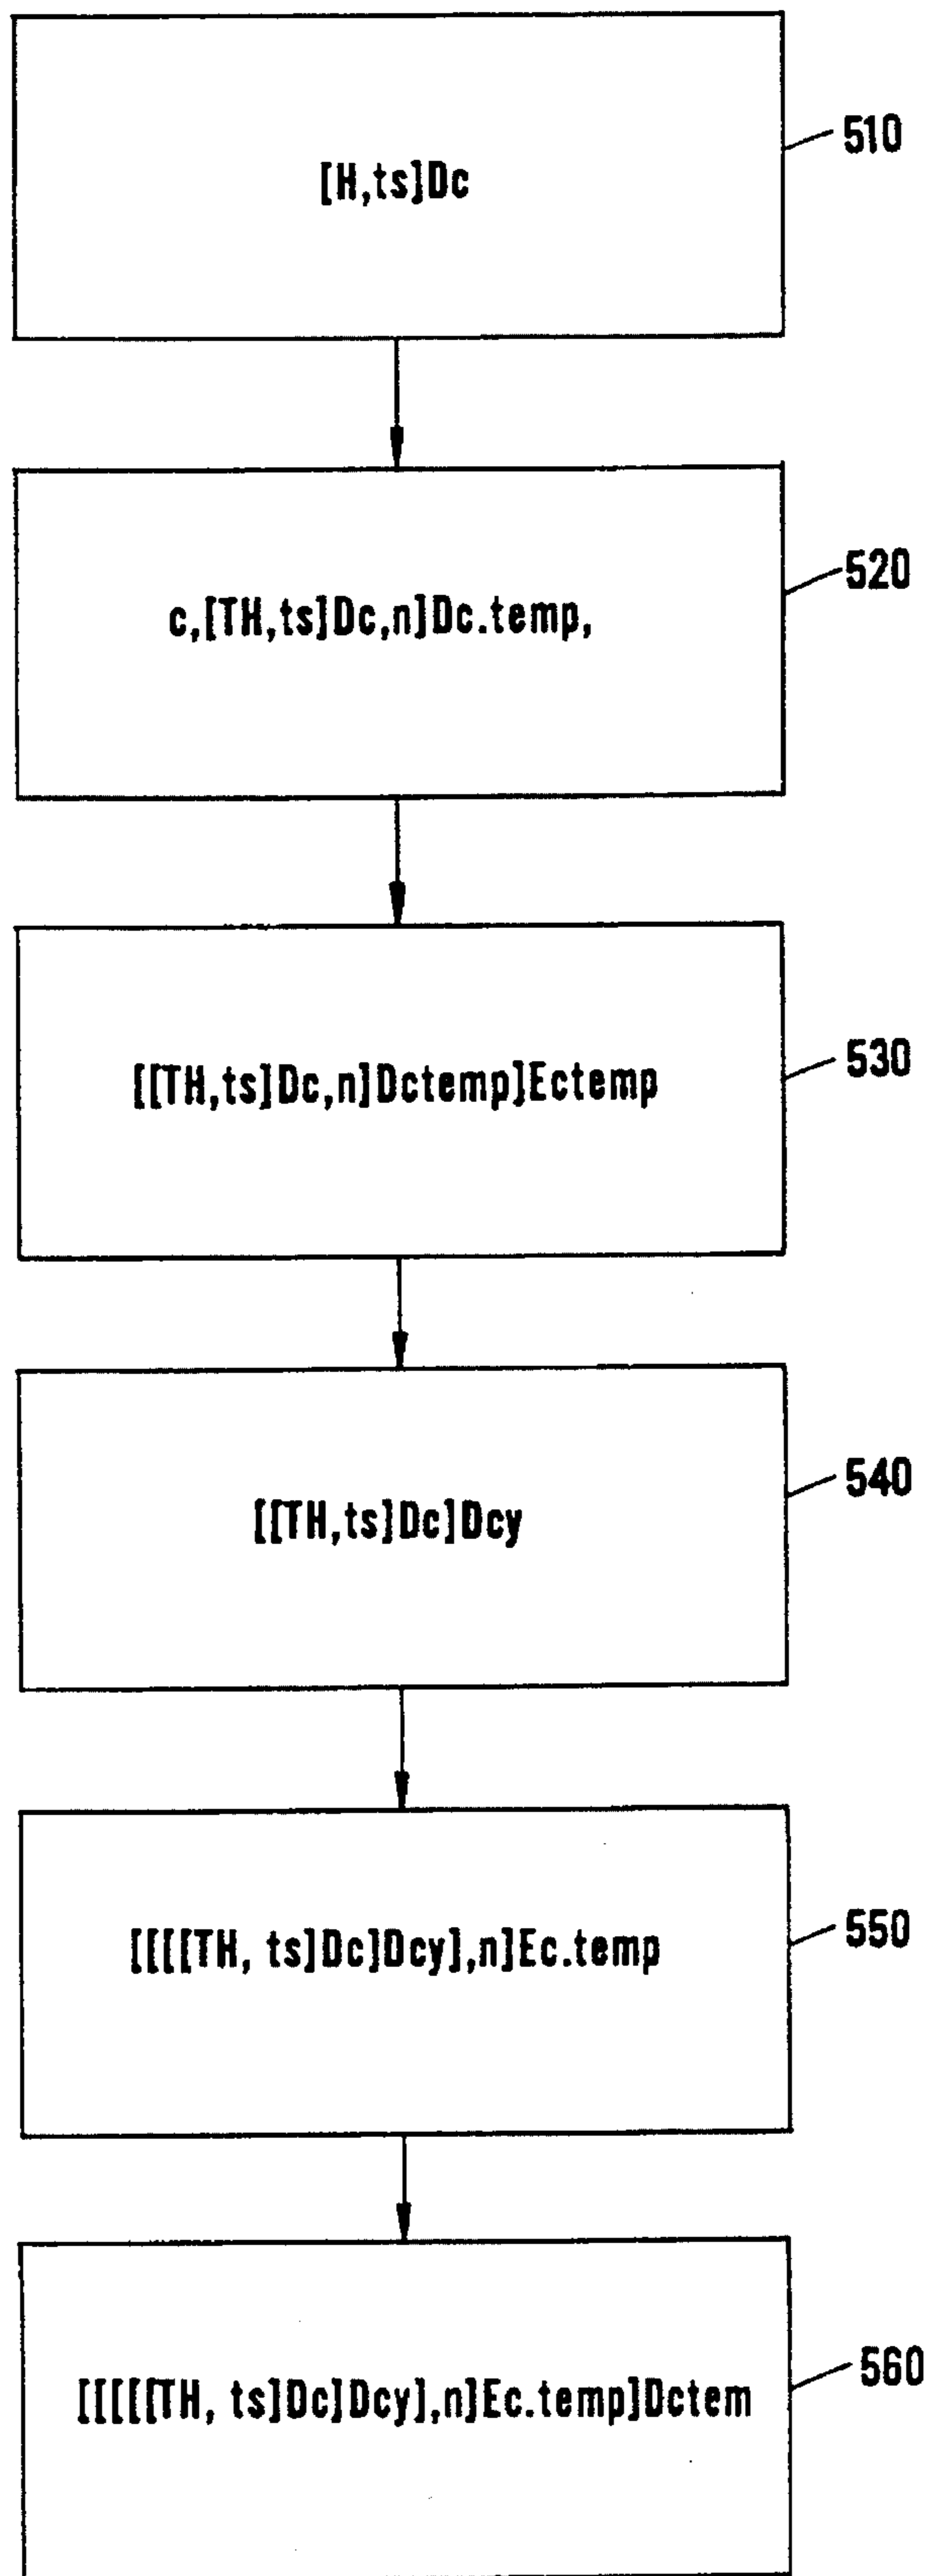 [H,ts]Dc
510
c,[TH,ts]Dc,n]Dc.temp,
520
[[TH,ts]Dc,n]Dctemp]Ectemp
530
[[TH,ts]Dc]Dcy
540
[[[[TH, ts]Dc]Dcy],n]Ec.temp
550
[[[[[TH, ts]Dc]Dcy],n]Ec.temp]Dctem
560